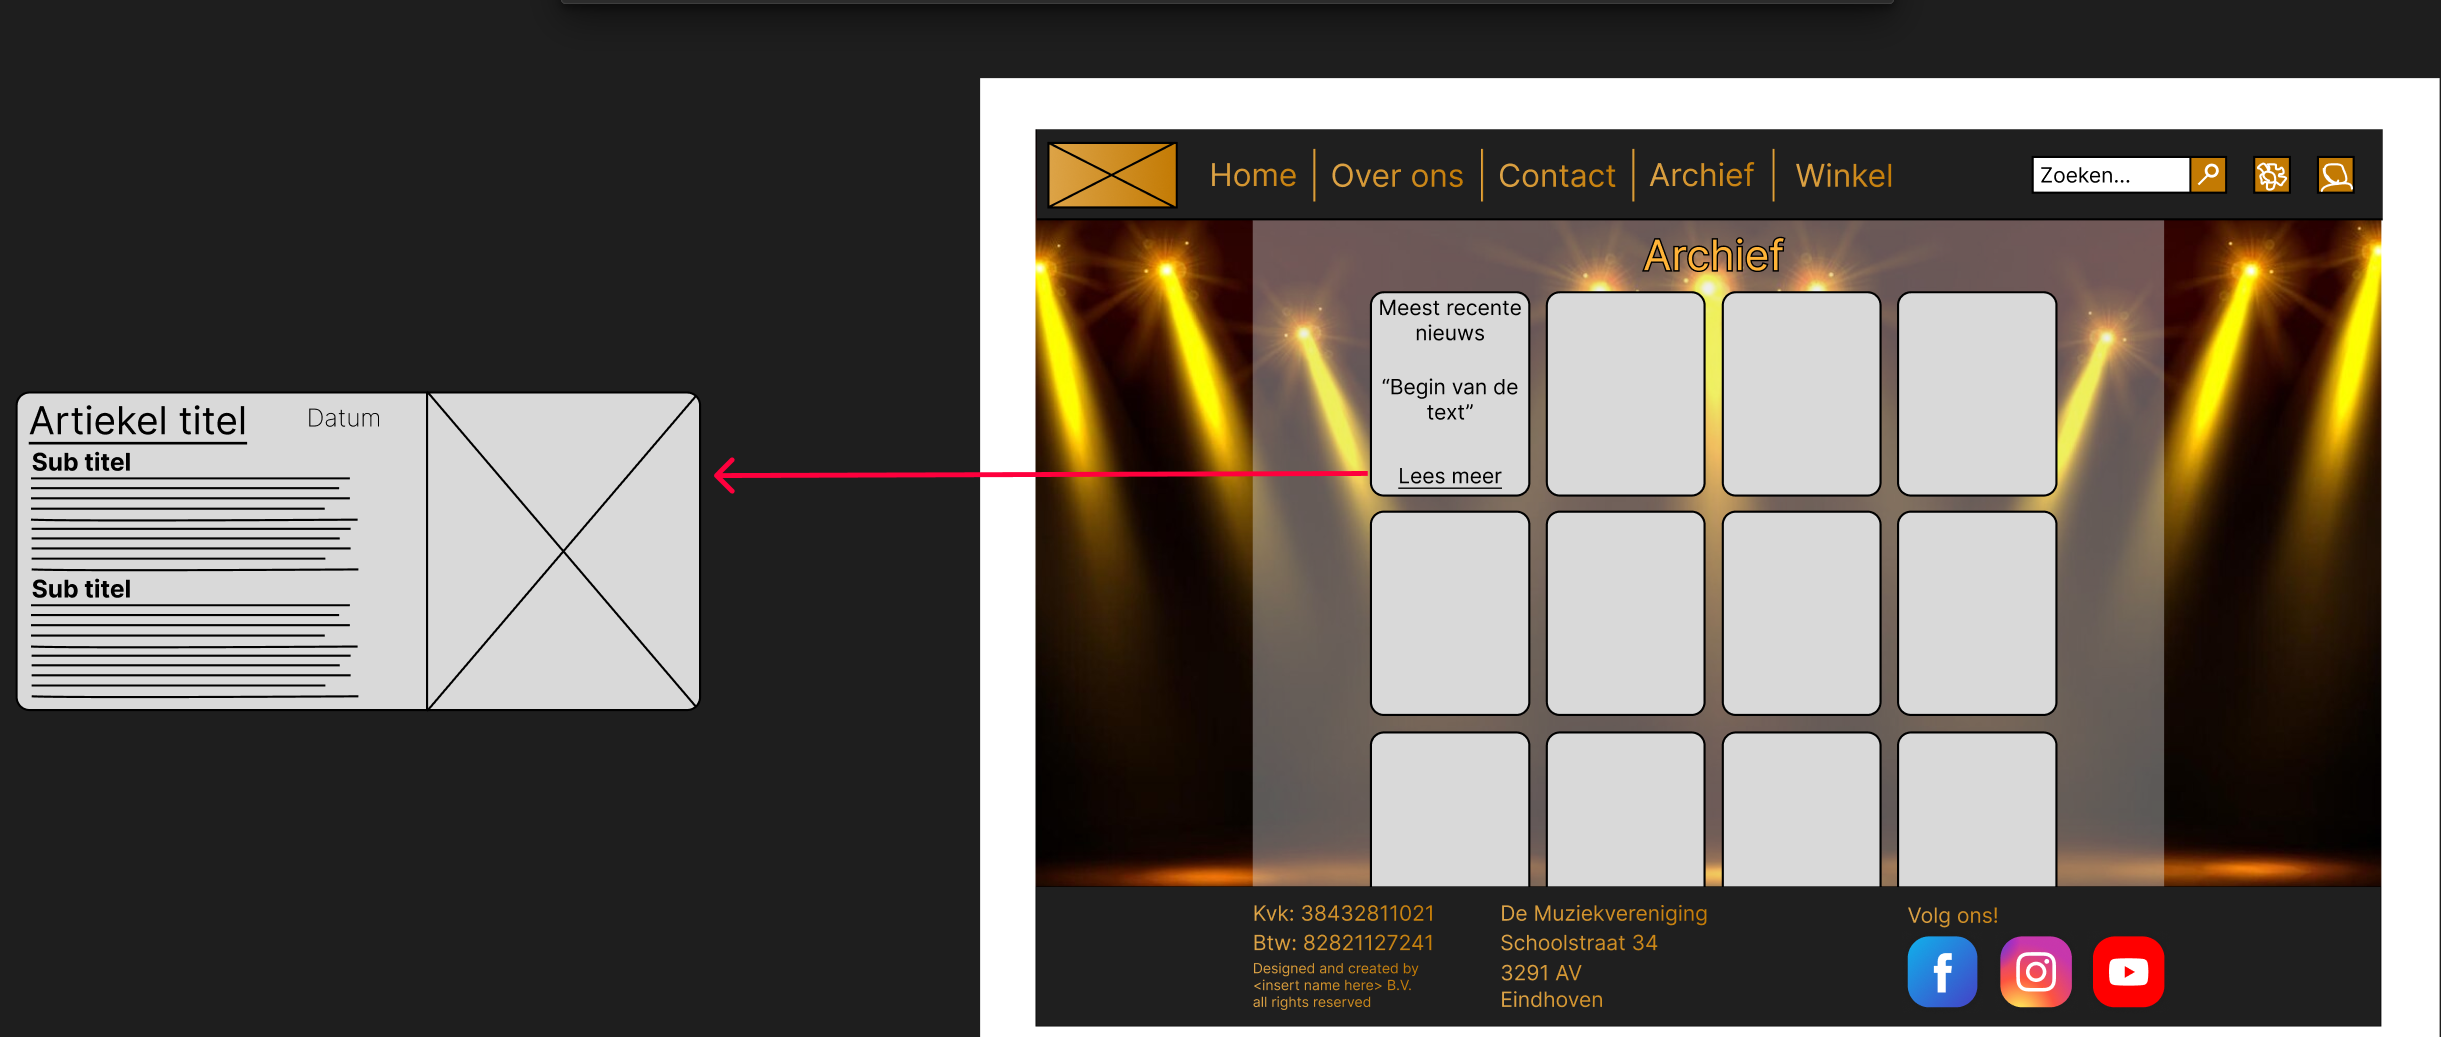 Home
Over ons
Contact
Archief
Winkel
Zoeken...
Archief
Meest recente
nieuws
“Begin van de
text”
Lees meer
Artiekel titel
Datum
Sub titel
Sub titel
Kvk: 38432811021
Btw: 82821127241
Designed and created by
<insert name here> B.V.
all rights reserved
De Muziekvereniging
Schoolstraat 34
3291 AV
Eindhoven
Volg ons!